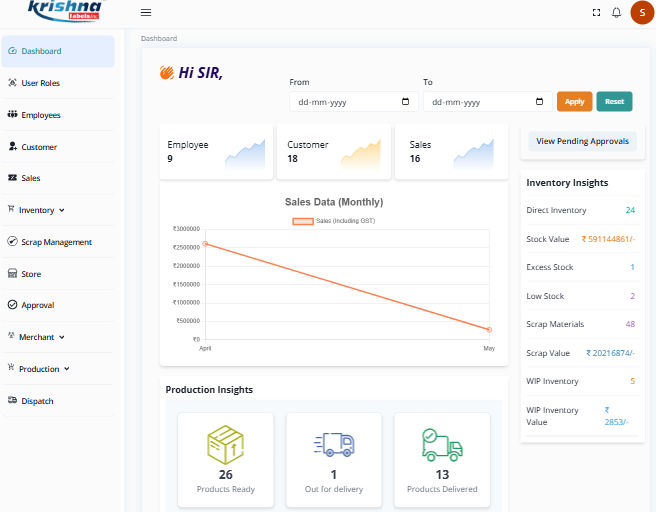 krishna
Labels Inc.
S
Dashboard
Dashboard
User Roles
Employees
Customer
Sales
Inventory
Scrap Management
Store
Approval
Merchant
Production
Dispatch
Hi SIR,
From
To
dd-mm-yyyy
dd-mm-yyyy
Apply
Reset
Employee
9
Customer
18
Sales
16
View Pending Approvals
Sales Data (Monthly)
Sales (Including GST)
₹3000000
₹2500000
₹2000000
₹1500000
₹1000000
₹500000
₹0
April
May
Inventory Insights
Direct Inventory 24
Stock Value ₹ 591144861/-
Excess Stock 1
Low Stock 2
Scrap Materials 48
Scrap Value ₹ 20216874/-
WIP Inventory 5
WIP Inventory ₹
Value 2853/-
Production Insights
26
Products Ready
1
Out for delivery
13
Products Delivered